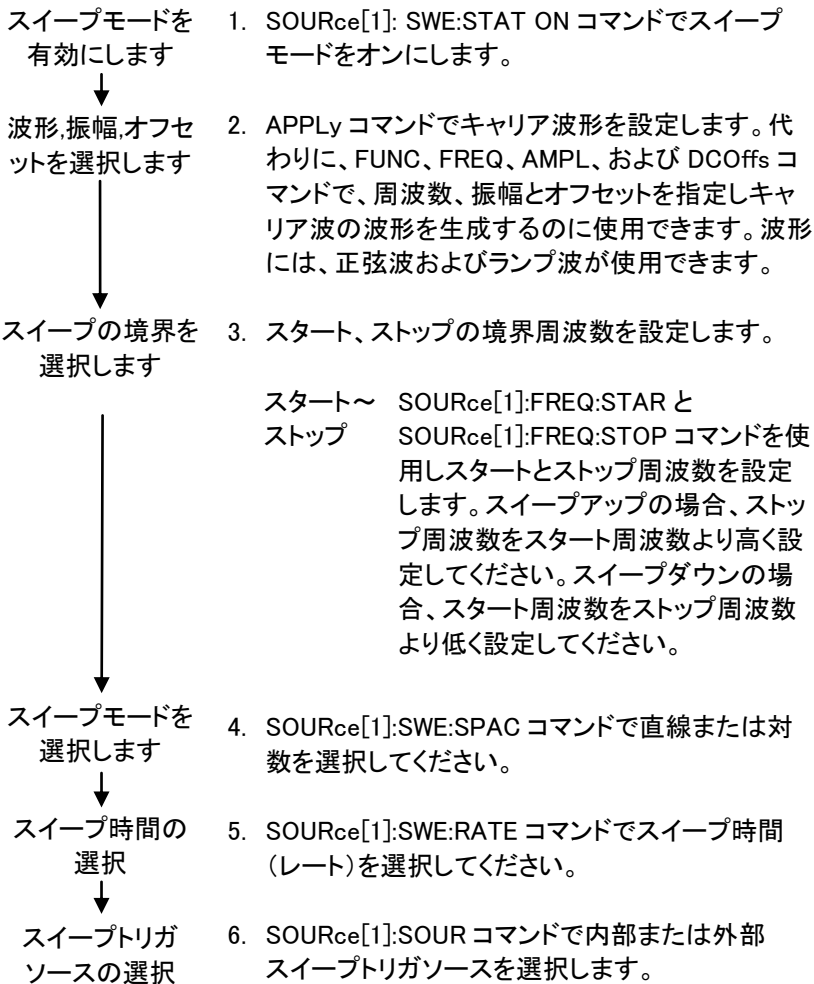 スイープモードを
有効にします
1. SOURce[1]: SWE:STAT ON コマンドでスイープ
モードをオンにします。
波形,振幅,オフセ
ットを選択します
2. APPLy コマンドでキャリア波形を設定します。代
わりに、FUNC、FREQ、AMPL、および DCOffs コ
マンドで、周波数、振幅とオフセットを指定しキャ
リア波の波形を生成するのに使用できます。波形
には、正弦波およびランプ波が使用できます。
スイープの境界を
選択します
3. スタート、ストップの境界周波数を設定します。
スタート～
ストップ
SOURce[1]:FREQ:STAR と
SOURce[1]:FREQ:STOP コマンドを使
用しスタートとストップ周波数を設定
します。スイープアップの場合、ストッ
プ周波数をスタート周波数より高く設
定してください。スイープダウンの場
合、スタート周波数をストップ周波数
より低く設定してください。
スイープモードを
選択します
4. SOURce[1]:SWE:SPAC コマンドで直線または対
数を選択してください。
スイープ時間の
選択
5. SOURce[1]:SWE:RATE コマンドでスイープ時間
（レート）を選択してください。
スイープトリガ
ソースの選択
6. SOURce[1]:SOUR コマンドで内部または外部
スイープトリガソースを選択します。